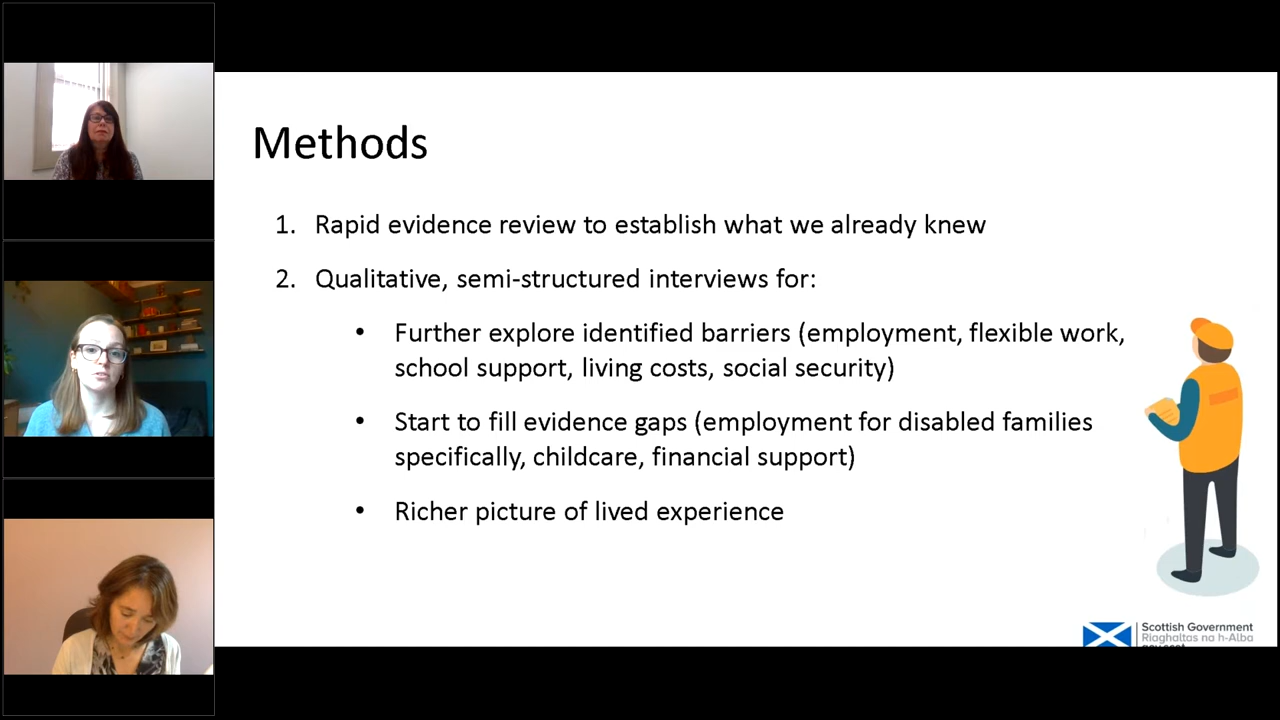 Methods
1. Rapid evidence review to establish what we already knew
2. Qualitative, semi-structured interviews for:
• Further explore identified barriers (employment, flexible work,
school support, living costs, social security)
• Start to fill evidence gaps (employment for disabled families
specifically, childcare, financial support)
• Richer picture of lived experience
Scottish Government
Riaghaltas na h-Alba